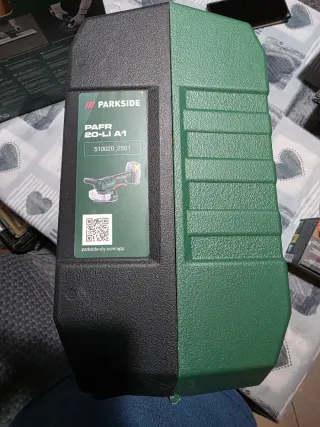 PARKSIDE
PAFR
20-Li A1
510020_2501
parkside-diy.com/app